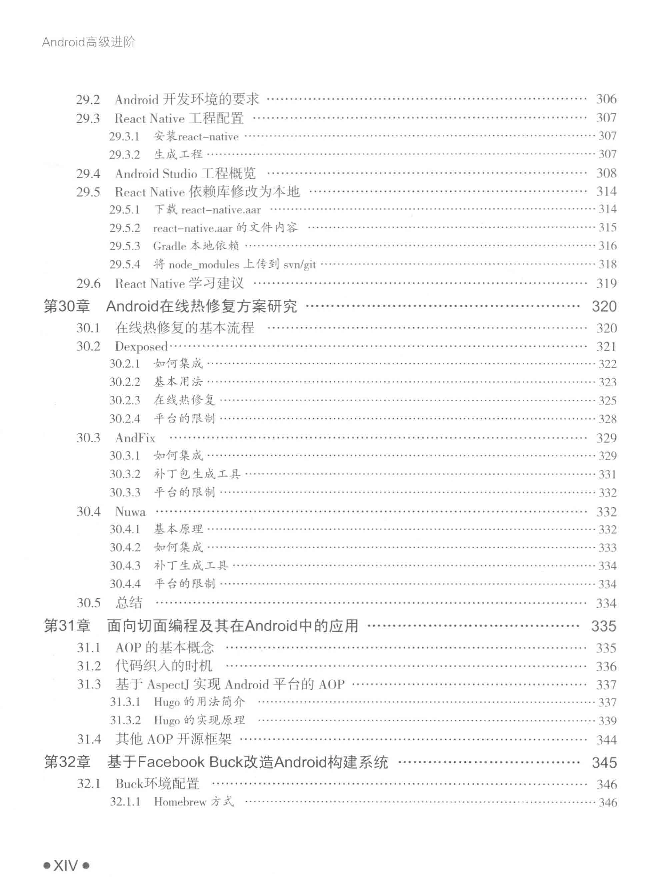 Android高级进阶
29.2 Android 开发环境的要求 ················ 306
29.3 React Native 工程配置 ················ 307
29.3.1 安装react-native ················ 307
29.3.2 生成工程 ················ 307
29.4 Android Studio 工程概览 ················ 308
29.5 React Native 依赖库修改为本地 ················ 314
29.5.1 下载 react-native.aar ················ 314
29.5.2 react-native.aar 的文件内容 ················ 315
29.5.3 Gradle 本地依赖 ················ 316
29.5.4 将 node_modules 上传到 svn/git ················ 318
29.6 React Native 学习建议 ················ 319
第30章 Android在线热修复方案研究 ················ 320
30.1 在线热修复的基本流程 ················ 320
30.2 Dexposed ················ 321
30.2.1 如何集成 ················ 322
30.2.2 基本用法 ················ 323
30.2.3 在线热修复 ················ 325
30.2.4 平台的限制 ················ 328
30.3 AndFix ················ 329
30.3.1 如何集成 ················ 329
30.3.2 补丁包生成工具 ················ 331
30.3.3 平台的限制 ················ 332
30.4 Nuwa ················ 332
30.4.1 基本原理 ················ 332
30.4.2 如何集成 ················ 333
30.4.3 补丁生成工具 ················ 334
30.4.4 平台的限制 ················ 334
30.5 总结 ················ 334
第31章 面向切面编程及其在Android中的应用 ················ 335
31.1 AOP 的基本概念 ················ 335
31.2 代码织入的时机 ················ 336
31.3 基于 AspectJ 实现 Android 平台的 AOP ················ 337
31.3.1 Hugo 的用法简介 ················ 337
31.3.2 Hugo 的实现原理 ················ 339
31.4 其他 AOP 开源框架 ················ 344
第32章 基于Facebook Buck改造Android构建系统 ················ 345
32.1 Buck环境配置 ················ 346
32.1.1 Homebrew 方式 ················ 346
●XIV●